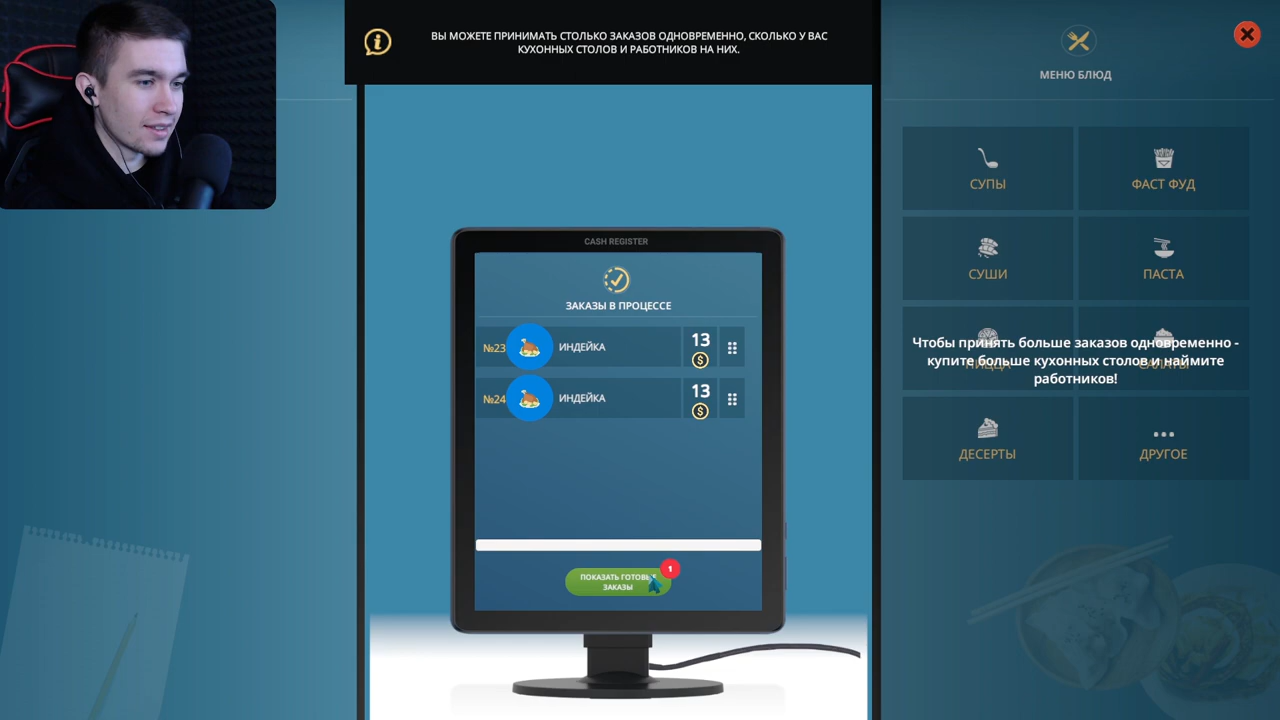 ВЫ МОЖЕТЕ ПРИНИМАТЬ СТОЛЬКО ЗАКАЗОВ ОДНОВРЕМЕННО, СКОЛЬКО У ВАС
КУХОННЫХ СТОЛОВ И РАБОТНИКОВ НА НИХ.
МЕНЮ БЛЮД
СУПЫ
ФАСТ ФУД
СУШИ
ПАСТА
Чтобы принять больше заказов одновременно -
купите больше кухонных столов и наймите
работников!
ПИЦЦА
САЛАТЫ
ДЕСЕРТЫ
ДРУГОЕ
CASH REGISTER
ЗАКАЗЫ В ПРОЦЕССЕ
№23 ИНДЕЙКА 13
№24 ИНДЕЙКА 13
ПОКАЗАТЬ ГОТОВЫЕ 1
ЗАКАЗЫ